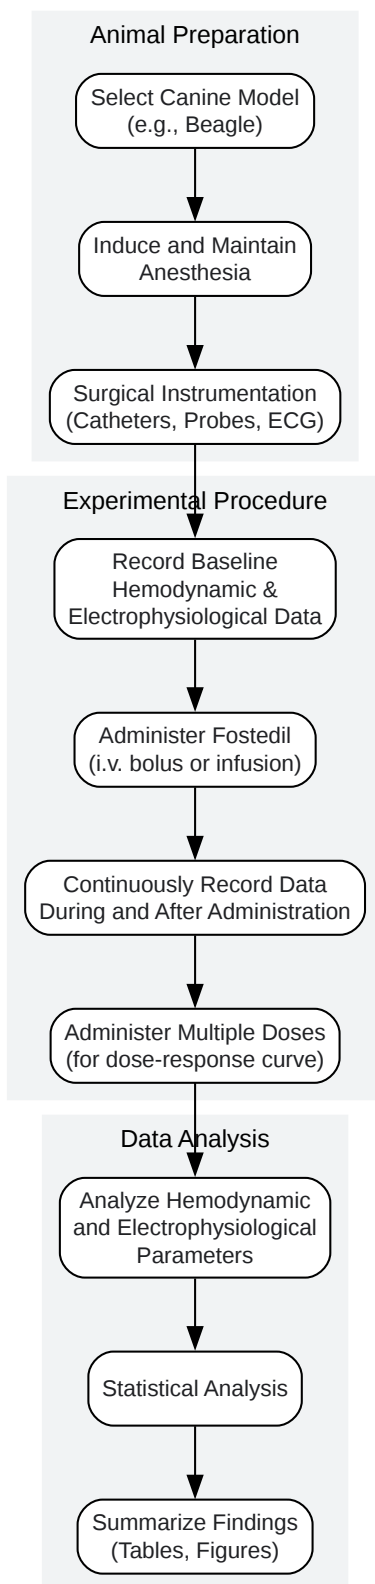 Animal Preparation
Select Canine Model
(e.g., Beagle)
Induce and Maintain
Anesthesia
Surgical Instrumentation
(Catheters, Probes, ECG)
Experimental Procedure
Record Baseline
Hemodynamic &
Electrophysiological Data
Administer Fostedil
(i.v. bolus or infusion)
Continuously Record Data
During and After Administration
Administer Multiple Doses
(for dose-response curve)
Data Analysis
Analyze Hemodynamic
and Electrophysiological
Parameters
Statistical Analysis
Summarize Findings
(Tables, Figures)